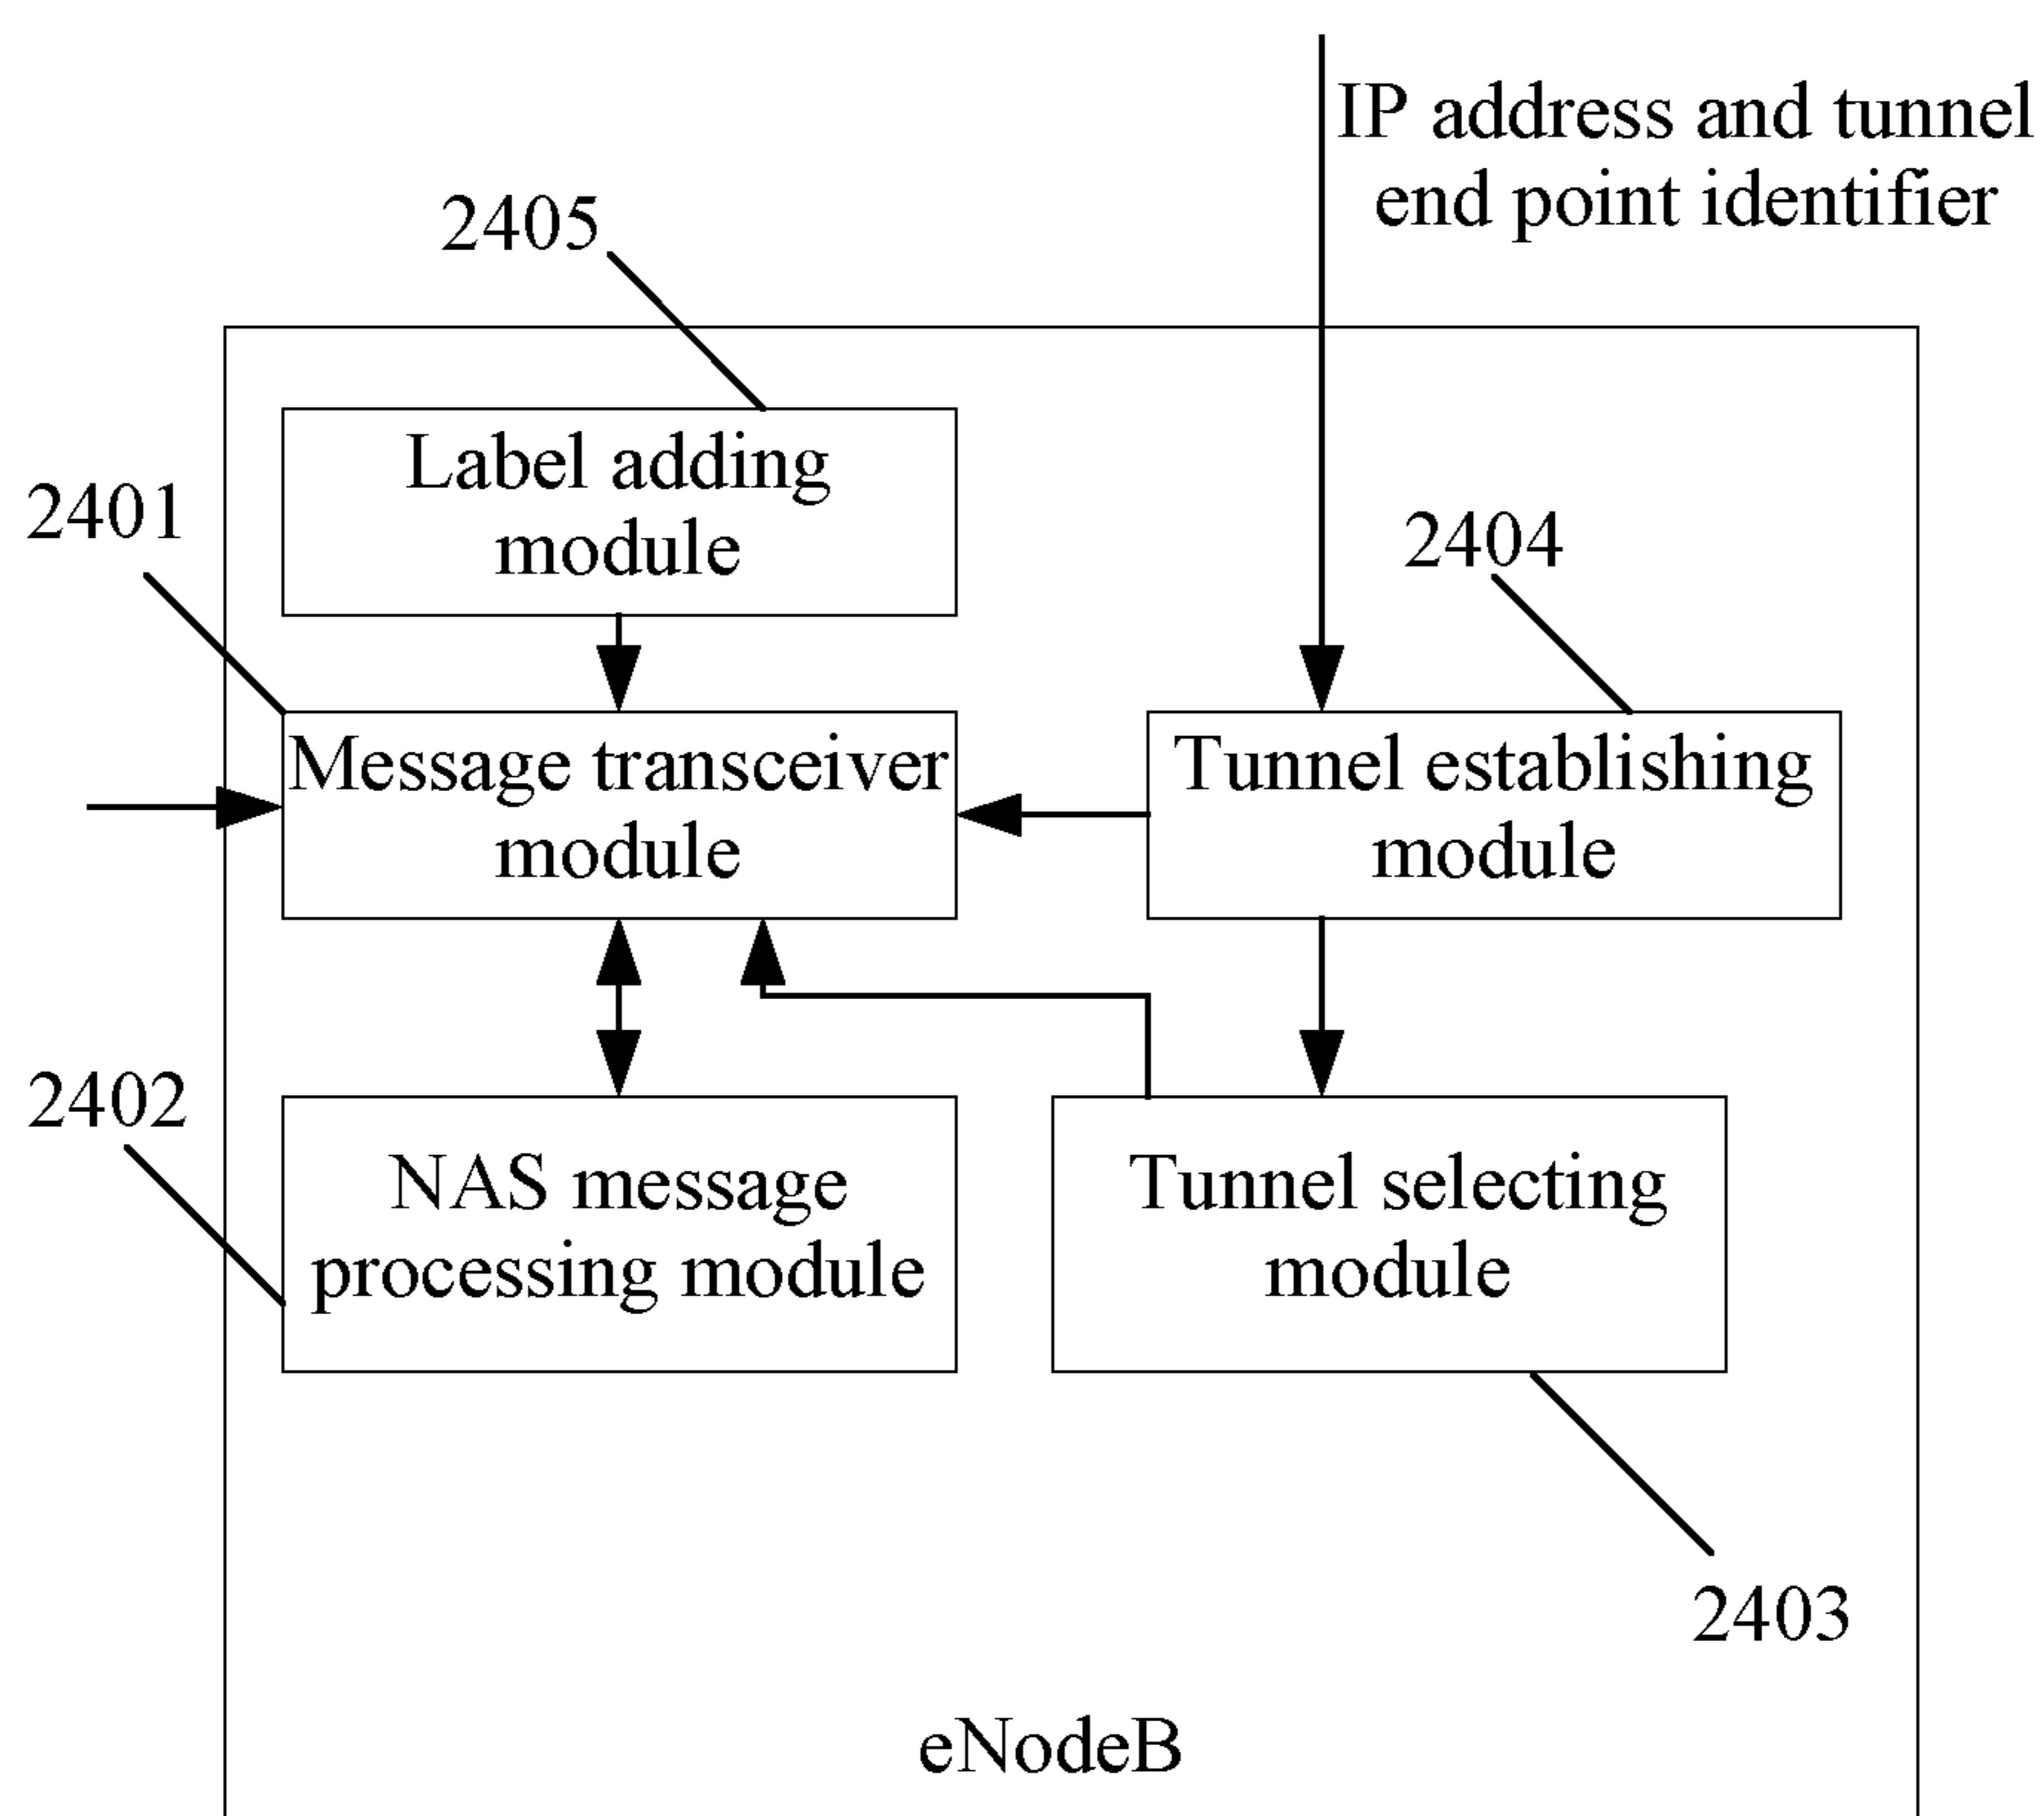 IP address and tunnel
end point identifier
2405
Label adding
module
2401
2404
Message transceiver
module
Tunnel establishing
module
2402
NAS message
processing module
Tunnel selecting
module
2403
eNodeB